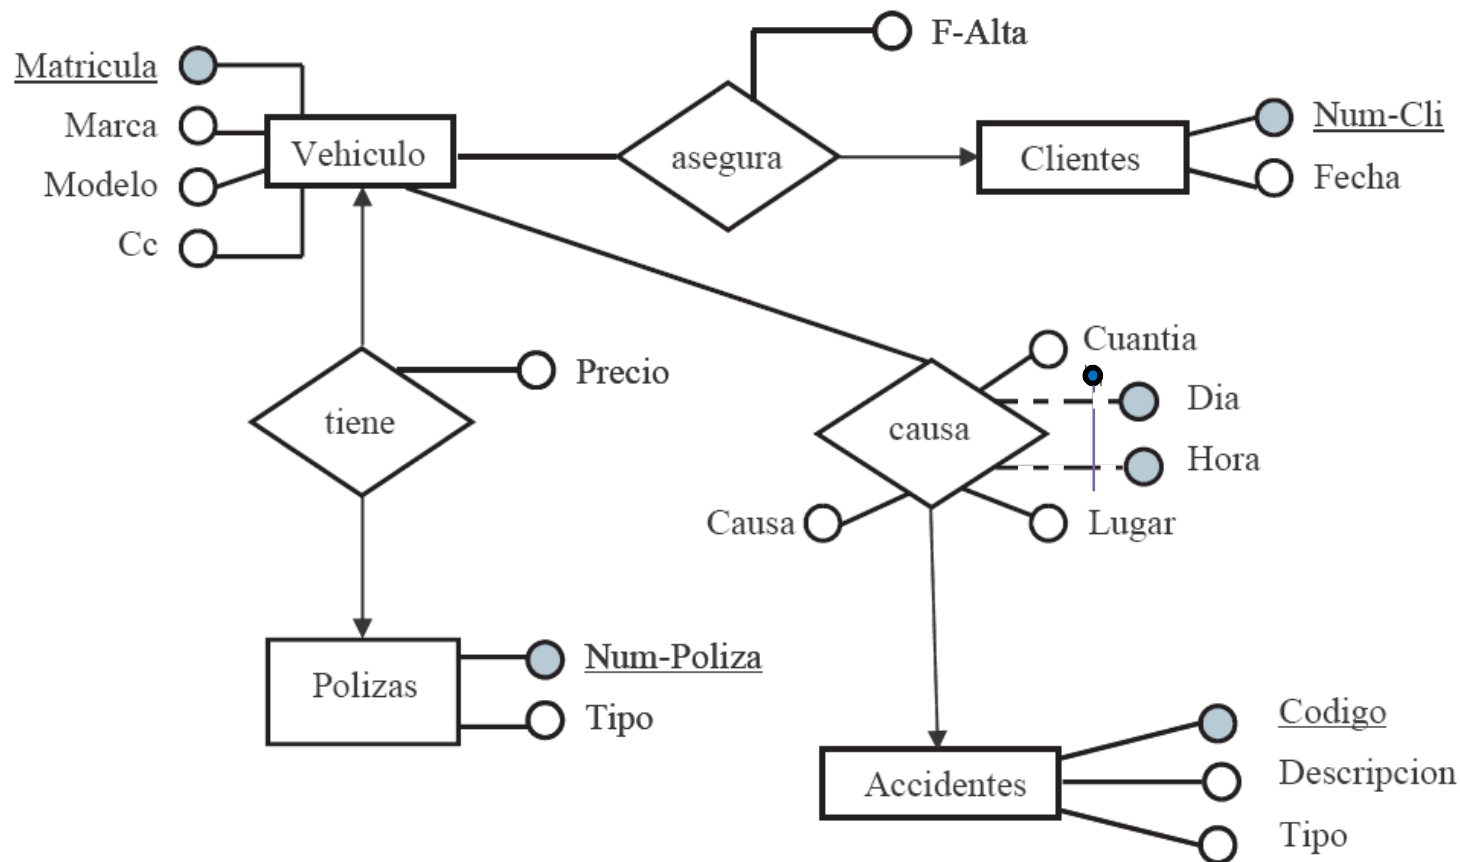 F-Alta
Matricula
Marca
Modelo
Cc
Vehiculo
asegura
Clientes
Num-Cli
Fecha
tiene
Precio
causa
Cuantia
Dia
Hora
Causa
Lugar
Polizas
Num-Poliza
Tipo
Accidentes
Codigo
Descripcion
Tipo